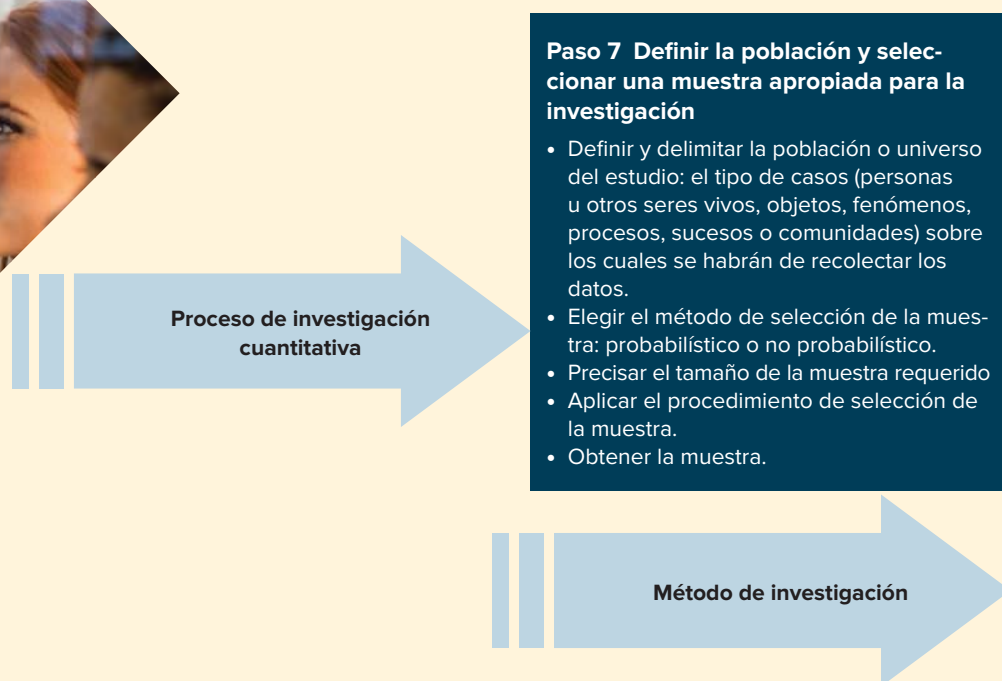 Paso 7 Definir la población y selec-
cionar una muestra apropiada para la
investigación
• Definir y delimitar la población o universo
del estudio: el tipo de casos (personas
u otros seres vivos, objetos, fenómenos,
procesos, sucesos o comunidades) sobre
los cuales se habrán de recolectar los
datos.
• Elegir el método de selección de la mues-
tra: probabilístico o no probabilístico.
• Precisar el tamaño de la muestra requerido
• Aplicar el procedimiento de selección de
la muestra.
• Obtener la muestra.
Proceso de investigación
cuantitativa
Método de investigación